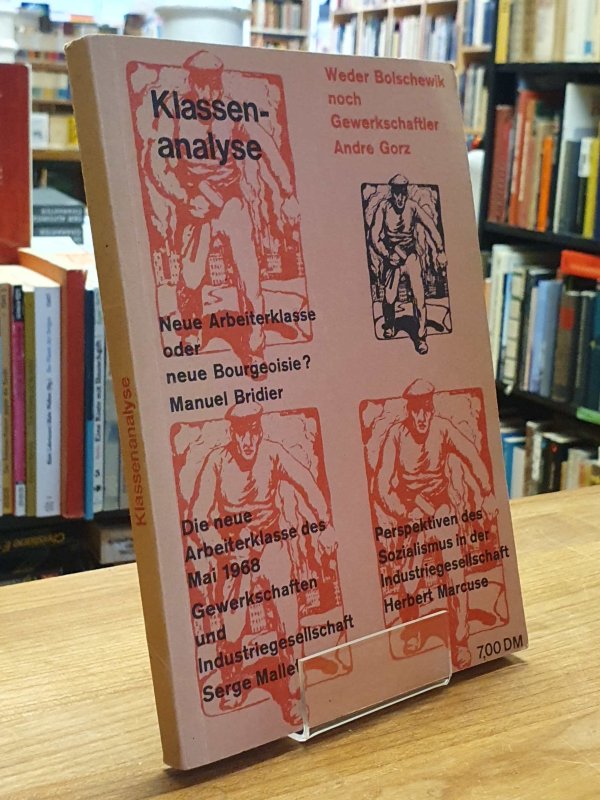 Klassen-
analyse
Weder Bolschewik
noch
Gewerkschaftler
Andre Gorz
Neue Arbeiterklasse
oder
neue Bourgeoisie?
Manuel Bridier
Die neue
Arbeiterklasse des
Mai 1968
Gewerkschaften
und
Industriegesellschaft
Serge Mallet
Perspektiven des
Sozialismus in der
Industriegesellschaft
Herbert Marcuse
7,00 DM
Klassenanalyse